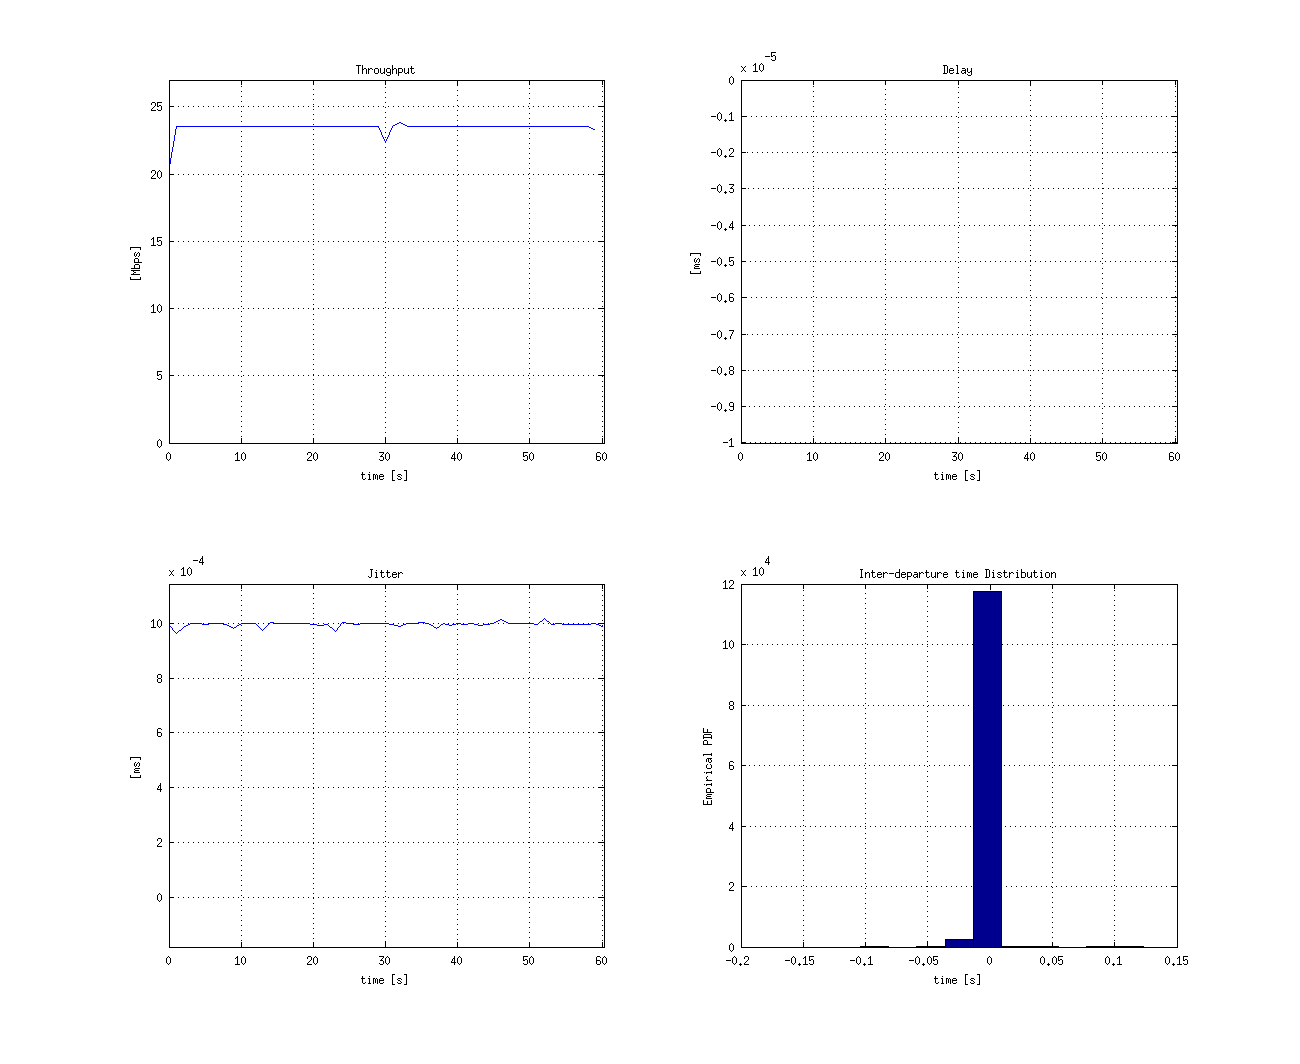 Throughput
25
20
15
10
5
0
[Mbps]
0 10 20 30 40 50 60
time [s]
x 10^-5
Delay
0
-0.1
-0.2
-0.3
-0.4
-0.5
-0.6
-0.7
-0.8
-0.9
-1
[ms]
0 10 20 30 40 50 60
time [s]
x 10^-4
Jitter
10
8
6
4
2
0
[ms]
0 10 20 30 40 50 60
time [s]
x 10^4
Inter-departure time Distribution
12
10
8
6
4
2
0
Empirical PDF
-0.2 -0.15 -0.1 -0.05 0 0.05 0.1 0.15
time [s]